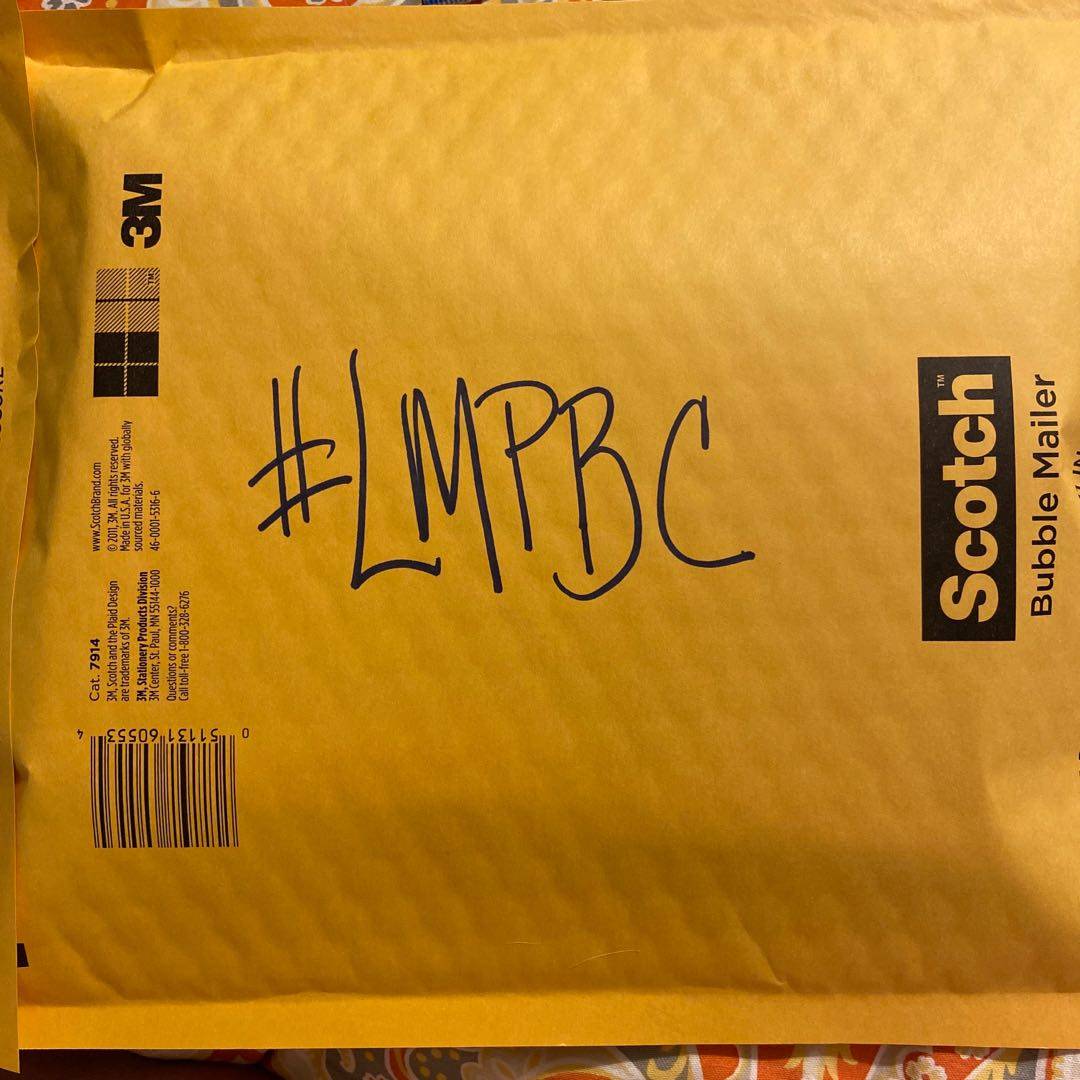 #LMPBC
3M
TM
www.ScotchBrand.com
© 2011, 3M. All rights reserved.
Made in U.S.A. for 3M with globally
sourced materials.
46-0001-5316-6
Cat. 7914
3M, Scotch and the Plaid Design
are trademarks of 3M.
3M, Stationery Products Division
3M Center, St. Paul, MN 55144-1000
Questions or comments?
Call toll-free 1-800-328-6276
0 51131 60553 4
Scotch™
Bubble Mailer